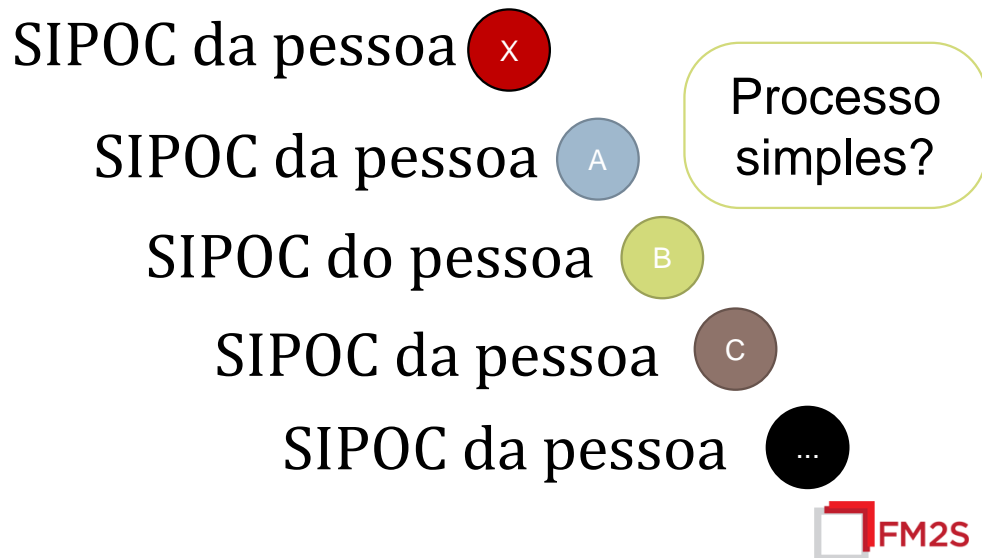 SIPOC da pessoa X
Processo
simples?
SIPOC da pessoa A
SIPOC do pessoa B
SIPOC da pessoa C
SIPOC da pessoa ...
FM2S